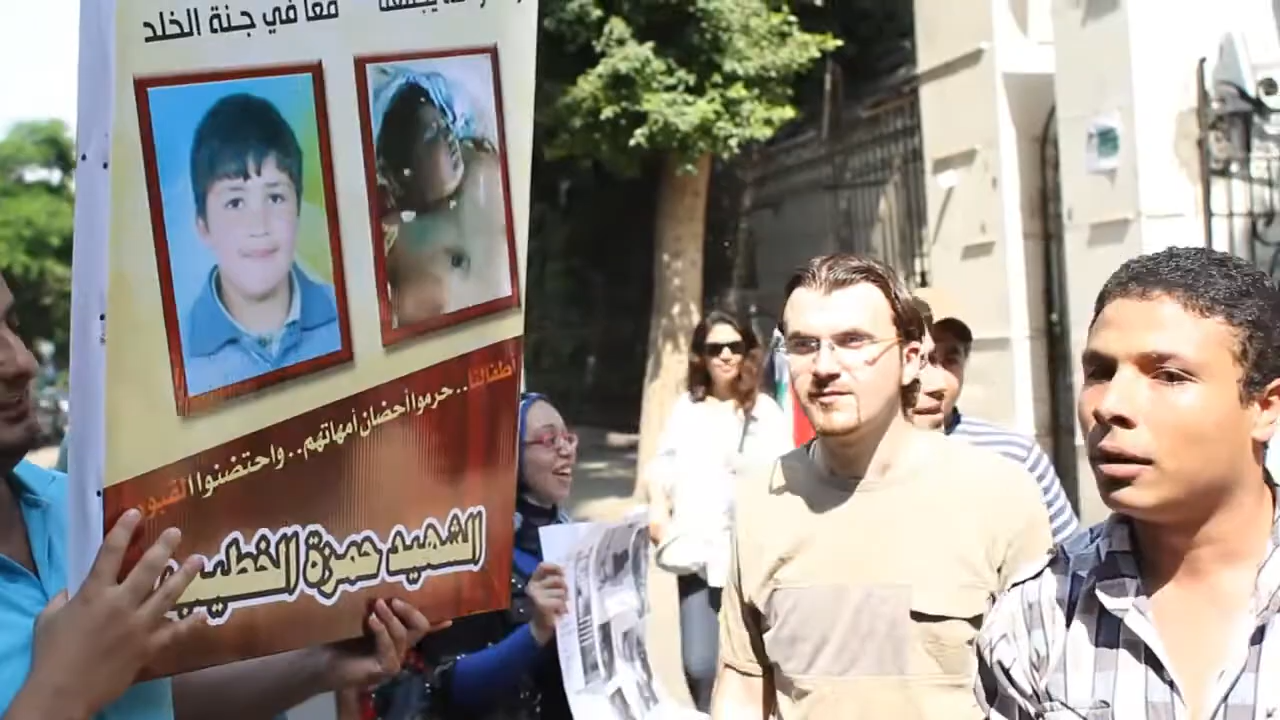 معا في جنة الخلد
أطفالنا .. حرموا أحضان أمهاتهم .. واحتضنوا القبور
الشهيد حمزة الخطيب